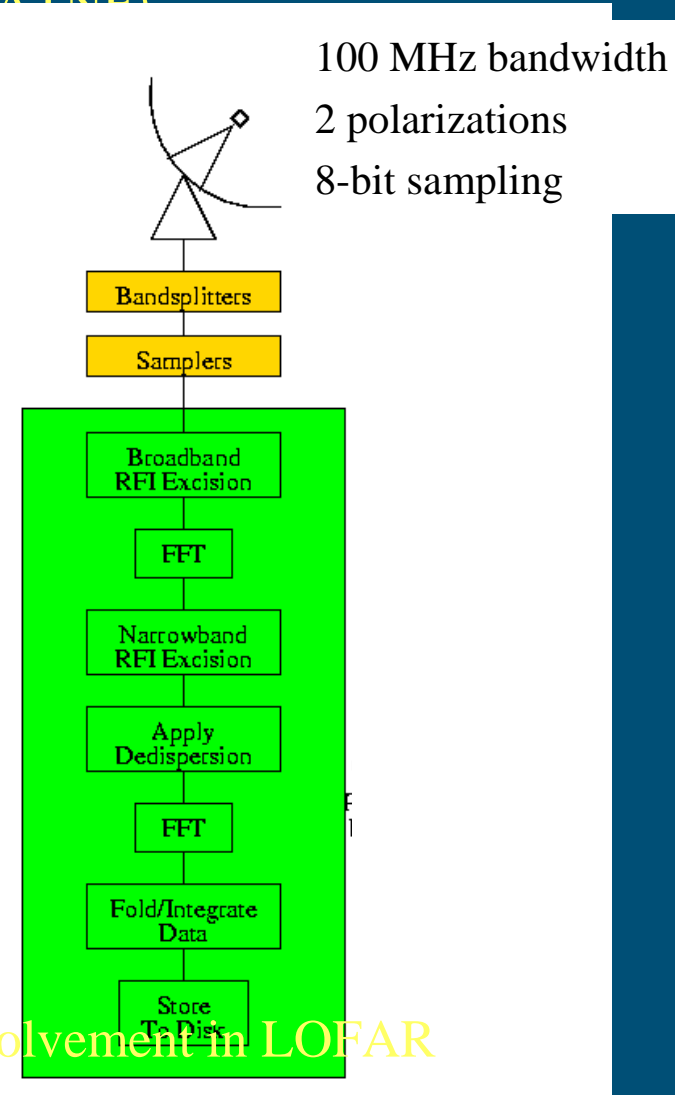 100 MHz bandwidth
2 polarizations
8-bit sampling
Bandsplitters
Samplers
Broadband
RFI Excision
FFT
Narrowband
RFI Excision
Apply
Dedispersion
FFT
Fold/Integrate
Data
Store
To Disk
olvement in LOFAR